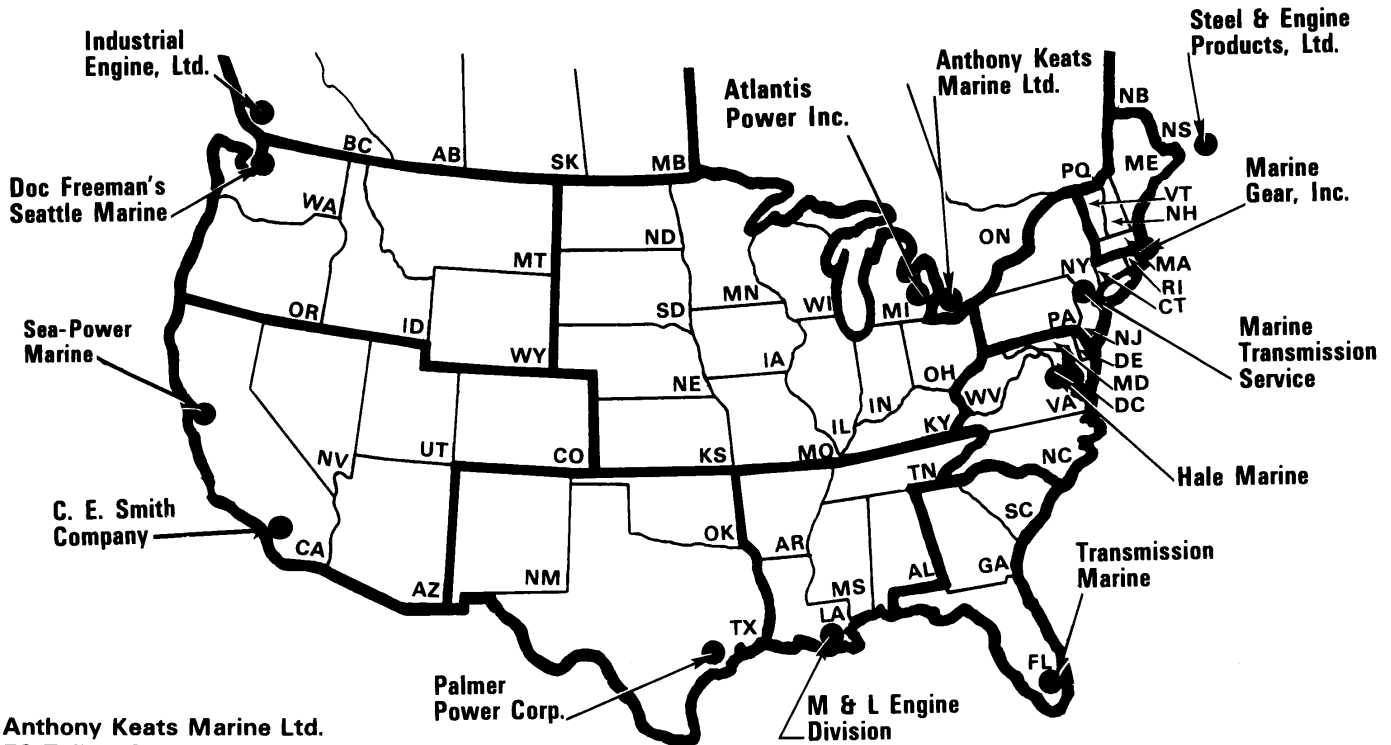 Industrial
Engine, Ltd.
Steel & Engine
Products, Ltd.
Anthony Keats
Marine Ltd.
Atlantis
Power Inc.
Doc Freeman's
Seattle Marine
Marine
Gear, Inc.
Sea-Power
Marine
Marine
Transmission
Service
C. E. Smith
Company
Hale Marine
Transmission
Marine
Palmer
Power Corp.
M & L Engine
Division
BC
AB
SK
MB
ON
PQ
NB
NS
ME
VT
NH
MA
RI
CT
NY
PA
NJ
DE
MD
DC
WA
MT
ND
OR
ID
WY
SD
MN
WI
MI
IA
NE
IL
IN
OH
WV
VA
KY
NV
UT
CO
KS
MO
TN
NC
SC
CA
AZ
NM
OK
AR
MS
AL
GA
TX
LA
FL
Anthony Keats Marine Ltd.